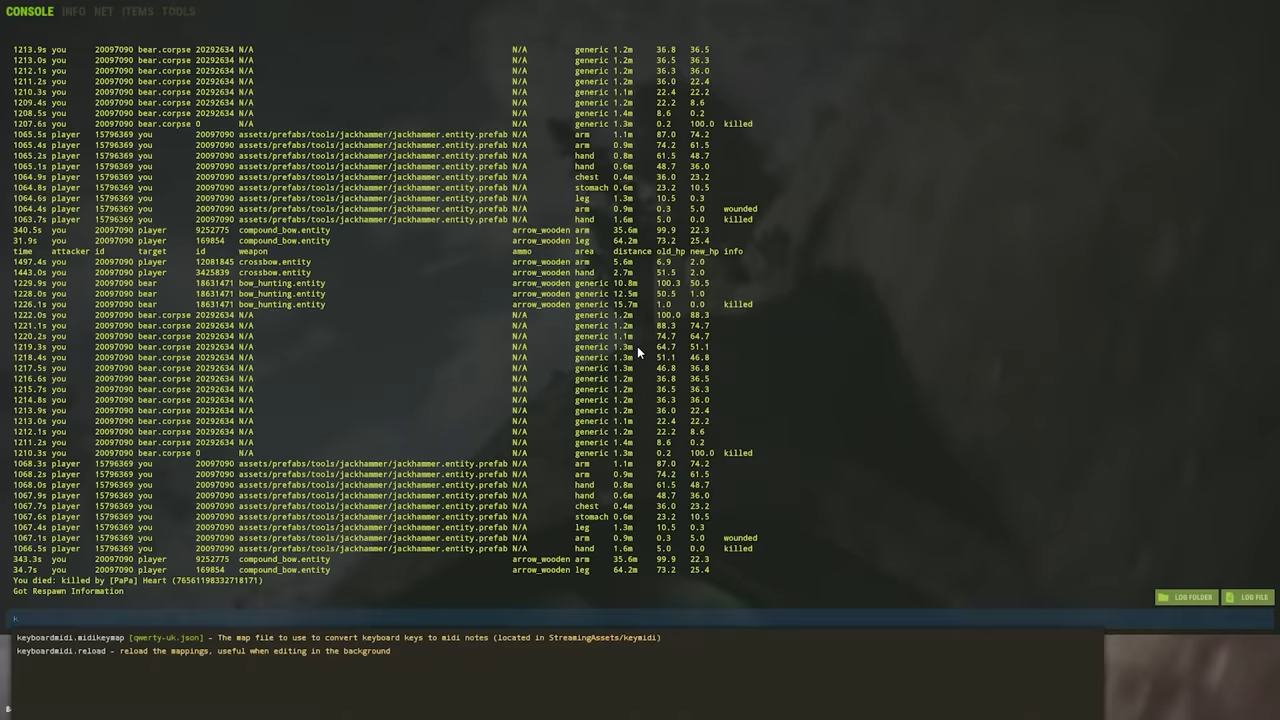 CONSOLE INFO NET ITEMS TOOLS
1213.9s you 20097090 bear.corpse 20292634 N/A N/A generic 1.2m 36.8 36.5
1213.0s you 20097090 bear.corpse 20292634 N/A N/A generic 1.2m 36.5 36.3
1212.1s you 20097090 bear.corpse 20292634 N/A N/A generic 1.2m 36.3 36.0
1211.2s you 20097090 bear.corpse 20292634 N/A N/A generic 1.2m 36.0 22.4
1210.3s you 20097090 bear.corpse 20292634 N/A N/A generic 1.1m 22.4 22.2
1209.4s you 20097090 bear.corpse 20292634 N/A N/A generic 1.2m 22.2 8.6
1208.5s you 20097090 bear.corpse 20292634 N/A N/A generic 1.4m 8.6 0.2
1207.6s you 20097090 bear.corpse 0 N/A N/A generic 1.3m 0.2 100.0 killed
1065.5s player 15796369 you 20097090 assets/prefabs/tools/jackhammer/jackhammer.entity.prefab N/A arm 1.1m 87.0 74.2
1065.4s player 15796369 you 20097090 assets/prefabs/tools/jackhammer/jackhammer.entity.prefab N/A arm 0.9m 74.2 61.5
1065.2s player 15796369 you 20097090 assets/prefabs/tools/jackhammer/jackhammer.entity.prefab N/A hand 0.8m 61.5 48.7
1065.1s player 15796369 you 20097090 assets/prefabs/tools/jackhammer/jackhammer.entity.prefab N/A hand 0.6m 48.7 36.0
1064.9s player 15796369 you 20097090 assets/prefabs/tools/jackhammer/jackhammer.entity.prefab N/A chest 0.4m 36.0 23.2
1064.8s player 15796369 you 20097090 assets/prefabs/tools/jackhammer/jackhammer.entity.prefab N/A stomach 0.6m 23.2 10.5
1064.6s player 15796369 you 20097090 assets/prefabs/tools/jackhammer/jackhammer.entity.prefab N/A leg 1.3m 10.5 0.3
1064.4s player 15796369 you 20097090 assets/prefabs/tools/jackhammer/jackhammer.entity.prefab N/A arm 0.9m 0.3 5.0 wounded
1063.7s player 15796369 you 20097090 assets/prefabs/tools/jackhammer/jackhammer.entity.prefab N/A hand 1.6m 5.0 0.0 killed
340.5s you 20097090 player 9252775 compound_bow.entity arrow_wooden arm 35.6m 99.9 22.3
31.9s you 20097090 player 169854 compound_bow.entity arrow_wooden leg 64.2m 73.2 25.4
time attacker id target id weapon ammo area distance old_hp new_hp info
1497.4s you 20097090 player 12081845 crossbow.entity arrow_wooden arm 5.6m 6.9 2.0
1443.0s you 20097090 player 3425839 crossbow.entity arrow_wooden hand 2.7m 51.5 2.0
1229.9s you 20097090 bear 18631471 bow_hunting.entity arrow_wooden generic 10.8m 100.3 50.5
1228.0s you 20097090 bear 18631471 bow_hunting.entity arrow_wooden generic 12.5m 50.5 1.0
1226.1s you 20097090 bear 18631471 bow_hunting.entity arrow_wooden generic 15.7m 1.0 0.0 killed
1222.0s you 20097090 bear.corpse 20292634 N/A N/A generic 1.2m 100.0 88.3
1221.1s you 20097090 bear.corpse 20292634 N/A N/A generic 1.2m 88.3 74.7
1220.2s you 20097090 bear.corpse 20292634 N/A N/A generic 1.1m 74.7 64.7
1219.3s you 20097090 bear.corpse 20292634 N/A N/A generic 1.3m 64.7 51.1
1218.4s you 20097090 bear.corpse 20292634 N/A N/A generic 1.3m 51.1 46.8
1217.5s you 20097090 bear.corpse 20292634 N/A N/A generic 1.3m 46.8 36.8
1216.6s you 20097090 bear.corpse 20292634 N/A N/A generic 1.2m 36.8 36.5
1215.7s you 20097090 bear.corpse 20292634 N/A N/A generic 1.2m 36.5 36.3
1214.8s you 20097090 bear.corpse 20292634 N/A N/A generic 1.2m 36.3 36.0
1213.9s you 20097090 bear.corpse 20292634 N/A N/A generic 1.2m 36.0 22.4
1213.0s you 20097090 bear.corpse 20292634 N/A N/A generic 1.1m 22.4 22.2
1212.1s you 20097090 bear.corpse 20292634 N/A N/A generic 1.2m 22.2 8.6
1211.2s you 20097090 bear.corpse 20292634 N/A N/A generic 1.4m 8.6 0.2
1210.3s you 20097090 bear.corpse 0 N/A N/A generic 1.3m 0.2 100.0 killed
1068.3s player 15796369 you 20097090 assets/prefabs/tools/jackhammer/jackhammer.entity.prefab N/A arm 1.1m 87.0 74.2
1068.2s player 15796369 you 20097090 assets/prefabs/tools/jackhammer/jackhammer.entity.prefab N/A arm 0.9m 74.2 61.5
1068.0s player 15796369 you 20097090 assets/prefabs/tools/jackhammer/jackhammer.entity.prefab N/A hand 0.8m 61.5 48.7
1067.9s player 15796369 you 20097090 assets/prefabs/tools/jackhammer/jackhammer.entity.prefab N/A hand 0.6m 48.7 36.0
1067.7s player 15796369 you 20097090 assets/prefabs/tools/jackhammer/jackhammer.entity.prefab N/A chest 0.4m 36.0 23.2
1067.6s player 15796369 you 20097090 assets/prefabs/tools/jackhammer/jackhammer.entity.prefab N/A stomach 0.6m 23.2 10.5
1067.4s player 15796369 you 20097090 assets/prefabs/tools/jackhammer/jackhammer.entity.prefab N/A leg 1.3m 10.5 0.3
1067.1s player 15796369 you 20097090 assets/prefabs/tools/jackhammer/jackhammer.entity.prefab N/A arm 0.9m 0.3 5.0 wounded
1066.5s player 15796369 you 20097090 assets/prefabs/tools/jackhammer/jackhammer.entity.prefab N/A hand 1.6m 5.0 0.0 killed
343.3s you 20097090 player 9252775 compound_bow.entity arrow_wooden arm 35.6m 99.9 22.3
34.7s you 20097090 player 169854 compound_bow.entity arrow_wooden leg 64.2m 73.2 25.4
You died: killed by [PaPa] Heart (76561198332718171)
Got Respawn Information
LOG FOLDER LOG FILE
k
keyboardmidi.midikeymap [qwerty-uk.json] - The map file to use to convert keyboard keys to midi notes (located in StreamingAssets/keymidi)
keyboardmidi.reload - reload the mappings, useful when editing in the background